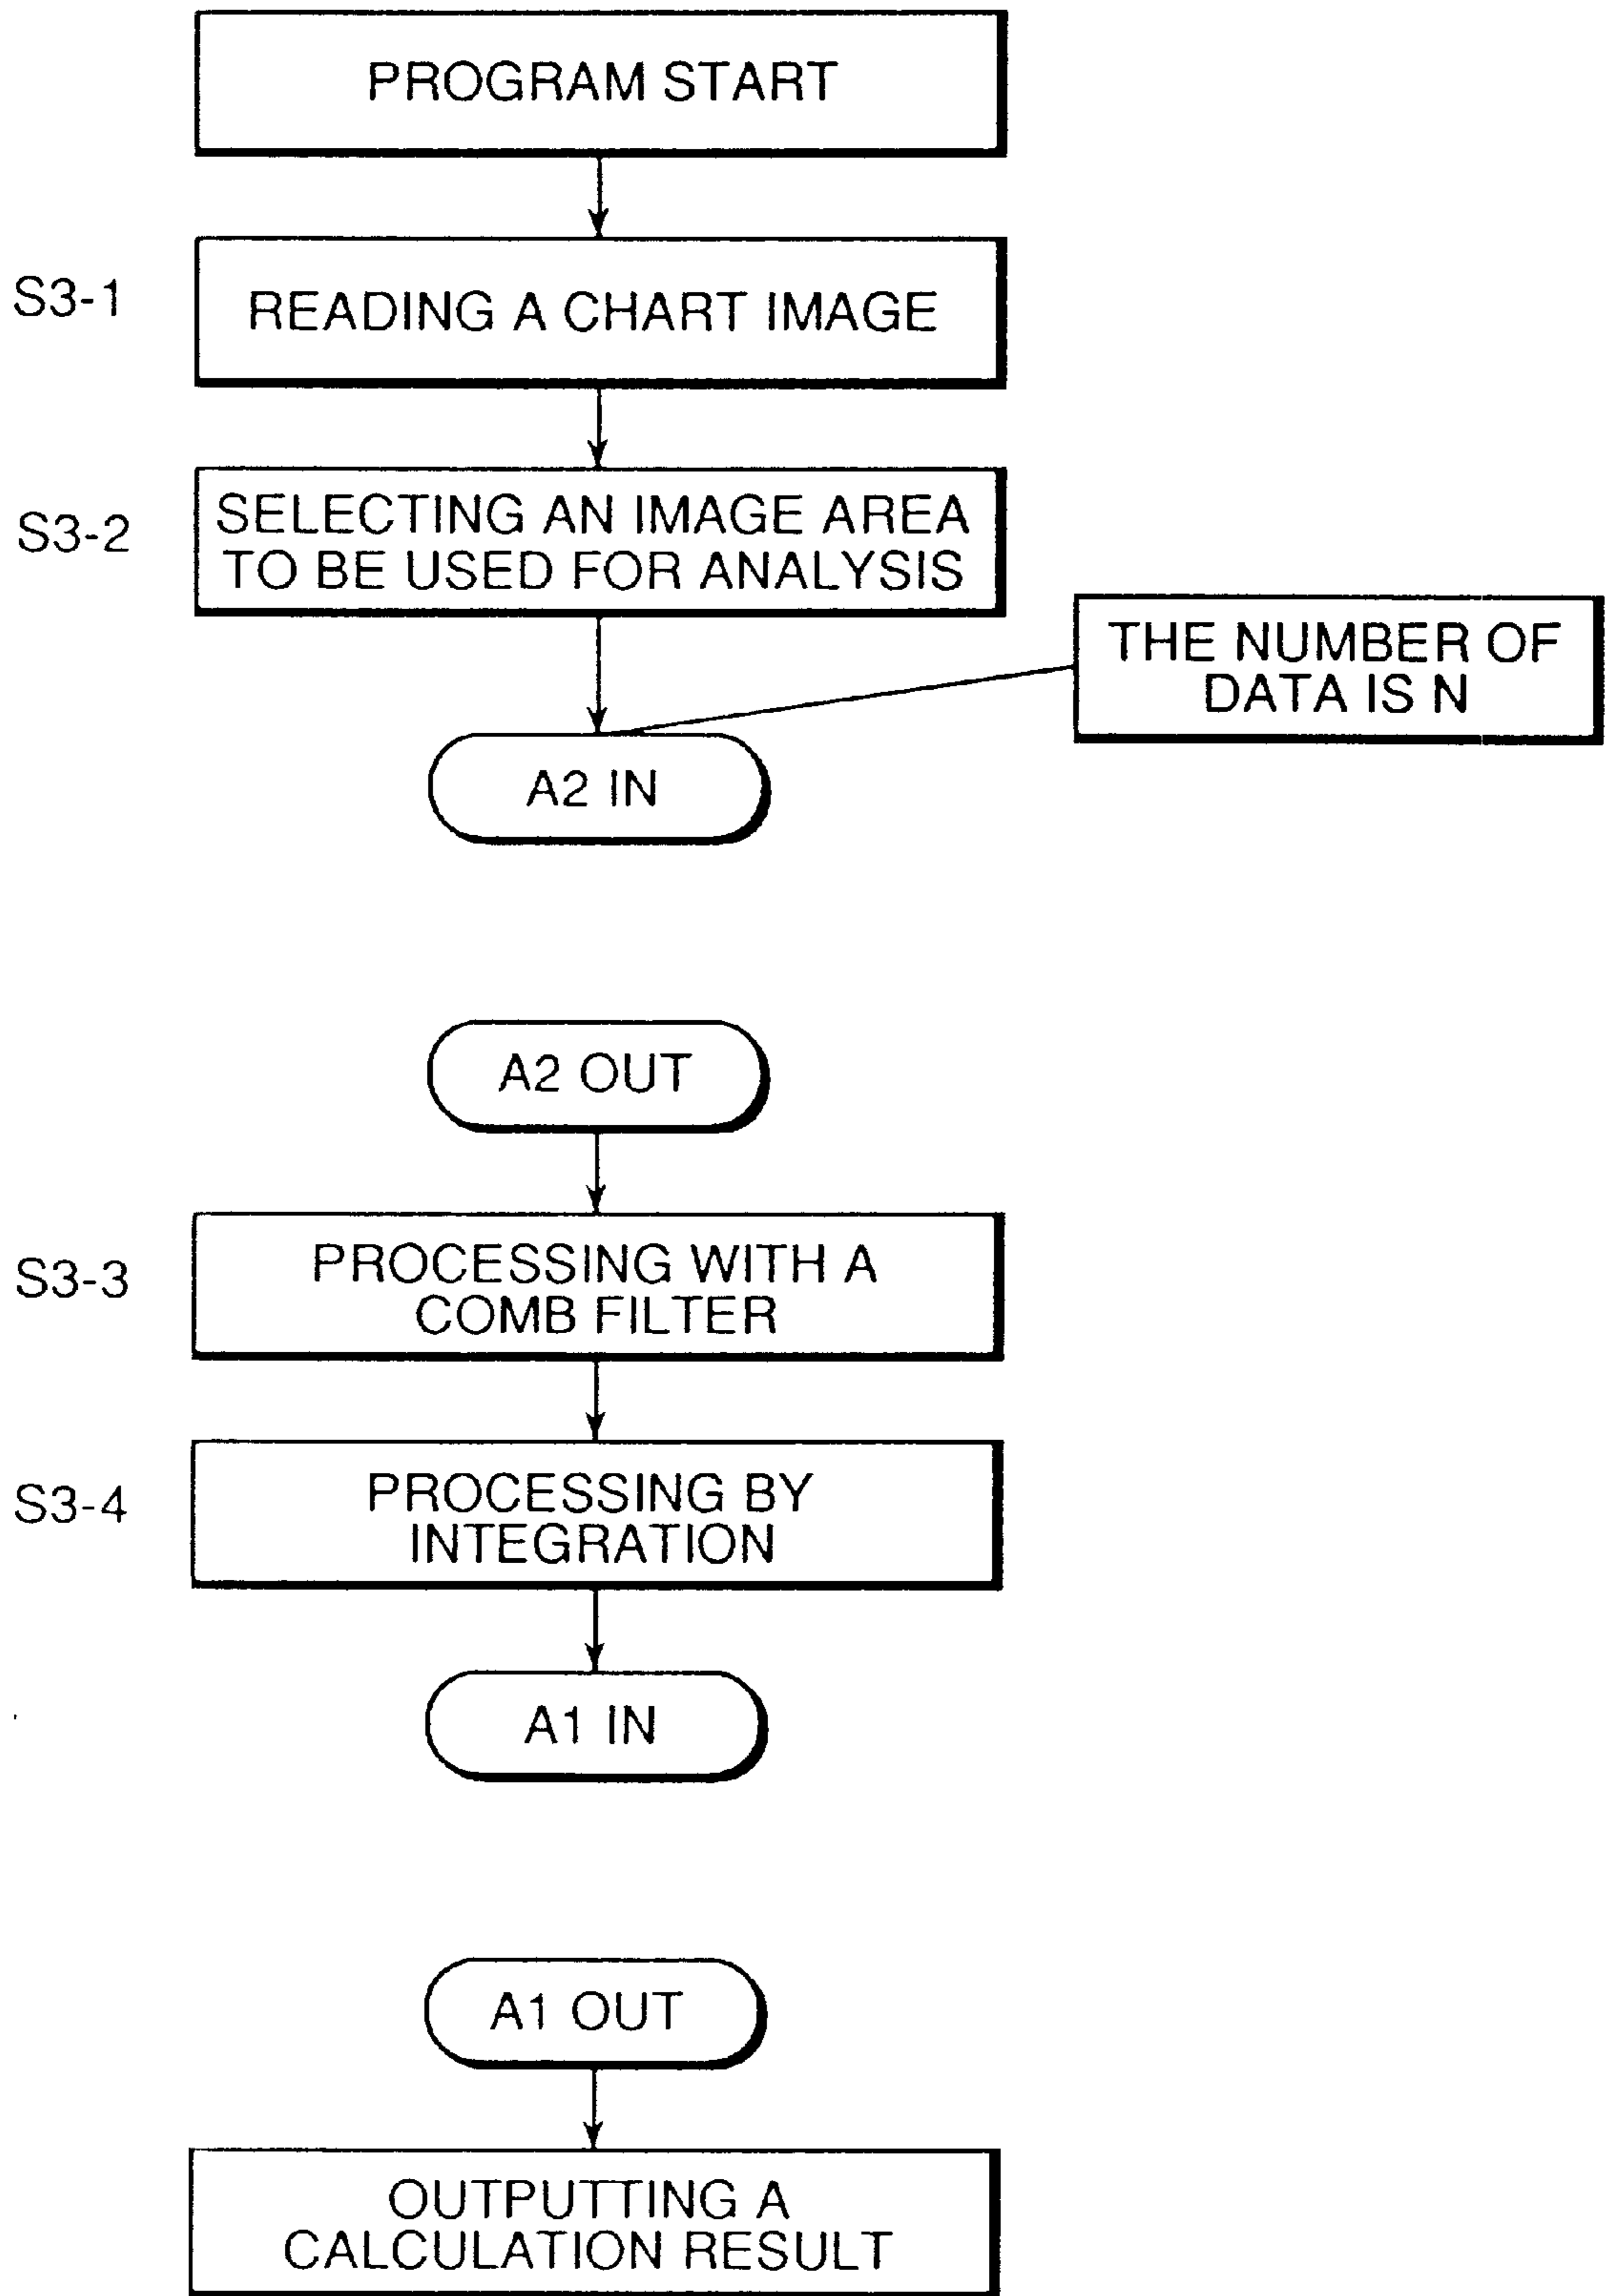 PROGRAM START
S3-1
READING A CHART IMAGE
S3-2
SELECTING AN IMAGE AREA
TO BE USED FOR ANALYSIS
THE NUMBER OF
DATA IS N
A2 IN
A2 OUT
S3-3
PROCESSING WITH A
COMB FILTER
S3-4
PROCESSING BY
INTEGRATION
A1 IN
A1 OUT
OUTPUTTING A
CALCULATION RESULT